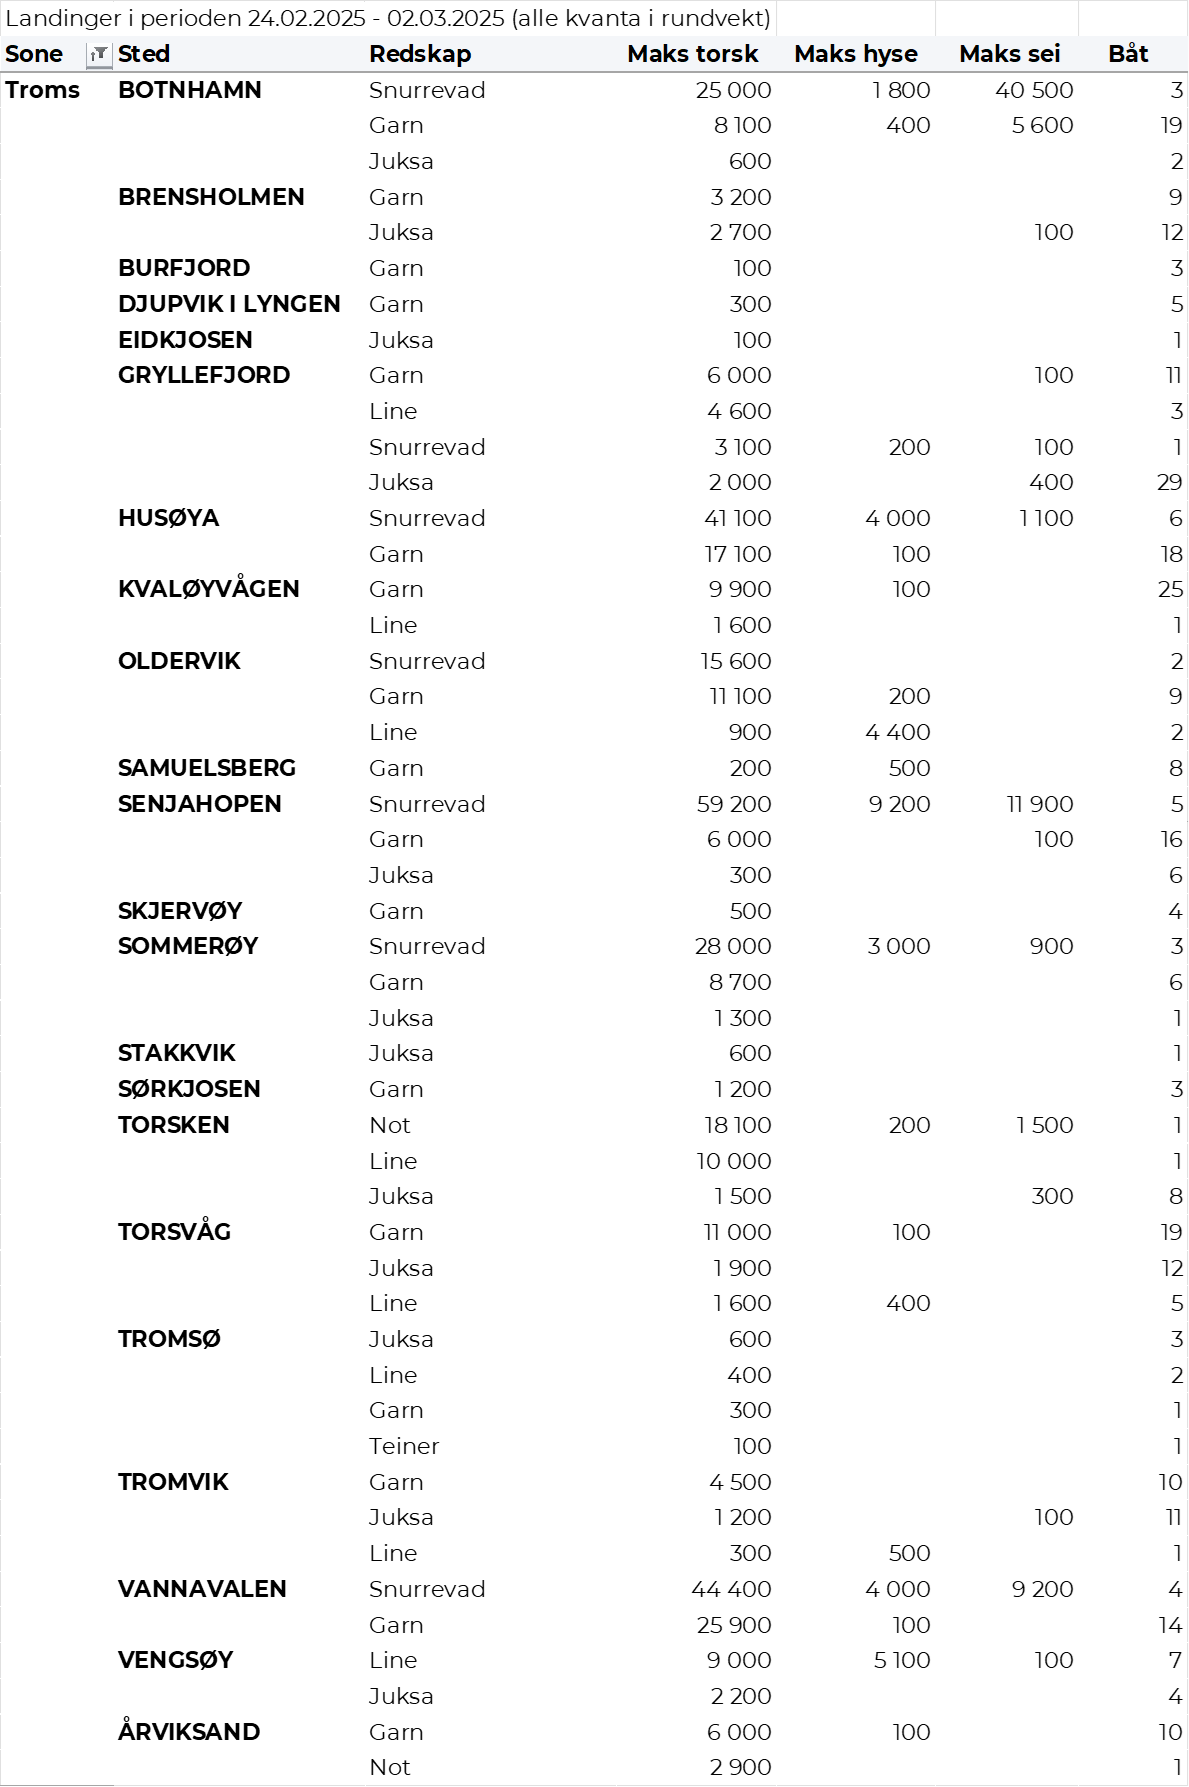 Landinger i perioden 24.02.2025 - 02.03.2025 (alle kvanta i rundvekt)
Sone Sted Redskap Maks torsk Maks hyse Maks sei Båt
Troms BOTNHAMN Snurrevad 25 000 1 800 40 500 3
Garn 8 100 400 5 600 19
Juksa 600 2
BRENSHOLMEN Garn 3 200 9
Juksa 2 700 100 12
BURFJORD Garn 100 3
DJUPVIK I LYNGEN Garn 300 5
EIDKJOSEN Juksa 100 1
GRYLLEFJORD Garn 6 000 100 11
Line 4 600 3
Snurrevad 3 100 200 100 1
Juksa 2 000 400 29
HUSØYA Snurrevad 41 100 4 000 1 100 6
Garn 17 100 100 18
KVALØYVÅGEN Garn 9 900 100 25
Line 1 600 1
OLDERVIK Snurrevad 15 600 2
Garn 11 100 200 9
Line 900 4 400 2
SAMUELSBERG Garn 200 500 8
SENJAHOPEN Snurrevad 59 200 9 200 11 900 5
Garn 6 000 100 16
Juksa 300 6
SKJERVØY Garn 500 4
SOMMERØY Snurrevad 28 000 3 000 900 3
Garn 8 700 6
Juksa 1 300 1
STAKKVIK Juksa 600 1
SØRKJOSEN Garn 1 200 3
TORSKEN Not 18 100 200 1 500 1
Line 10 000 1
Juksa 1 500 300 8
TORSVÅG Garn 11 000 100 19
Juksa 1 900 12
Line 1 600 400 5
TROMSØ Juksa 600 3
Line 400 2
Garn 300 1
Teiner 100 1
TROMVIK Garn 4 500 10
Juksa 1 200 100 11
Line 300 500 1
VANNAVALEN Snurrevad 44 400 4 000 9 200 4
Garn 25 900 100 14
VENGSØY Line 9 000 5 100 100 7
Juksa 2 200 4
ÅRVIKSAND Garn 6 000 100 10
Not 2 900 1